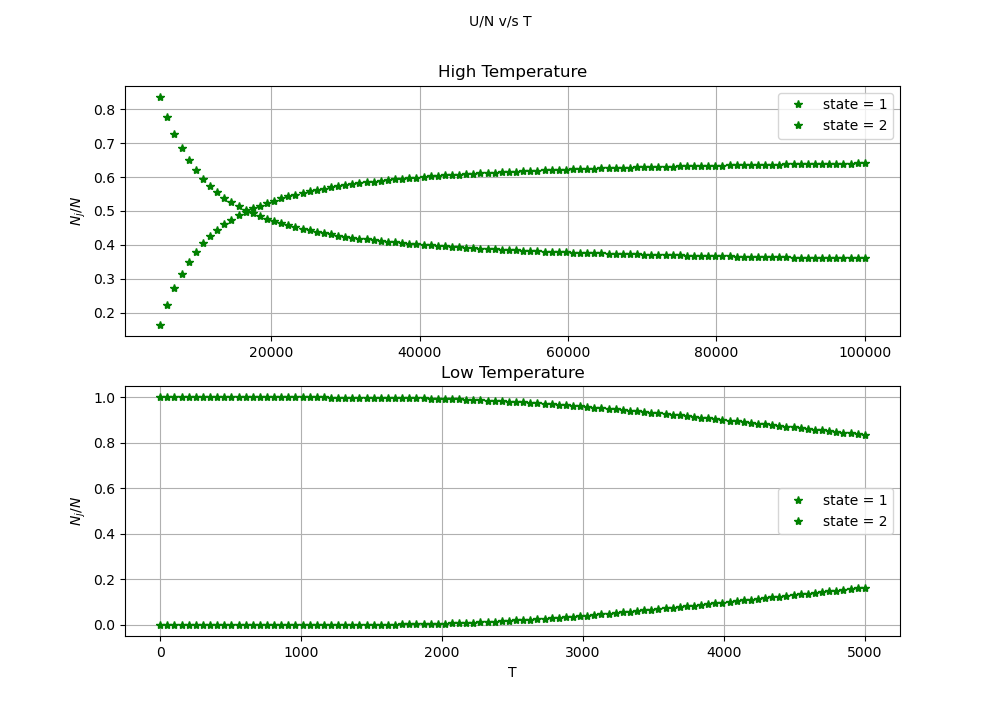 U/N v/s T
High Temperature
N_j/N
0.8
0.7
0.6
0.5
0.4
0.3
0.2
state = 1
state = 2
20000 40000 60000 80000 100000
Low Temperature
N_j/N
1.0
0.8
0.6
0.4
0.2
0.0
state = 1
state = 2
0 1000 2000 3000 4000 5000
T